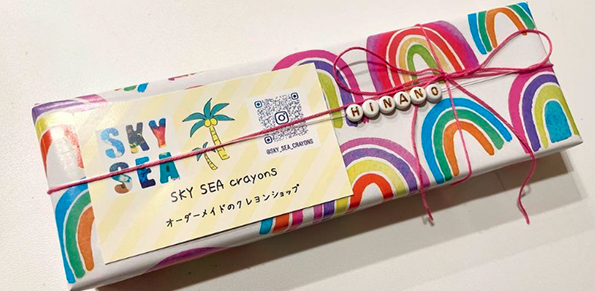 HINANO
SKY
SEA
@SKY_SEA_CRAYONS
SKY SEA crayons
オーダーメイドのクレヨンショップ